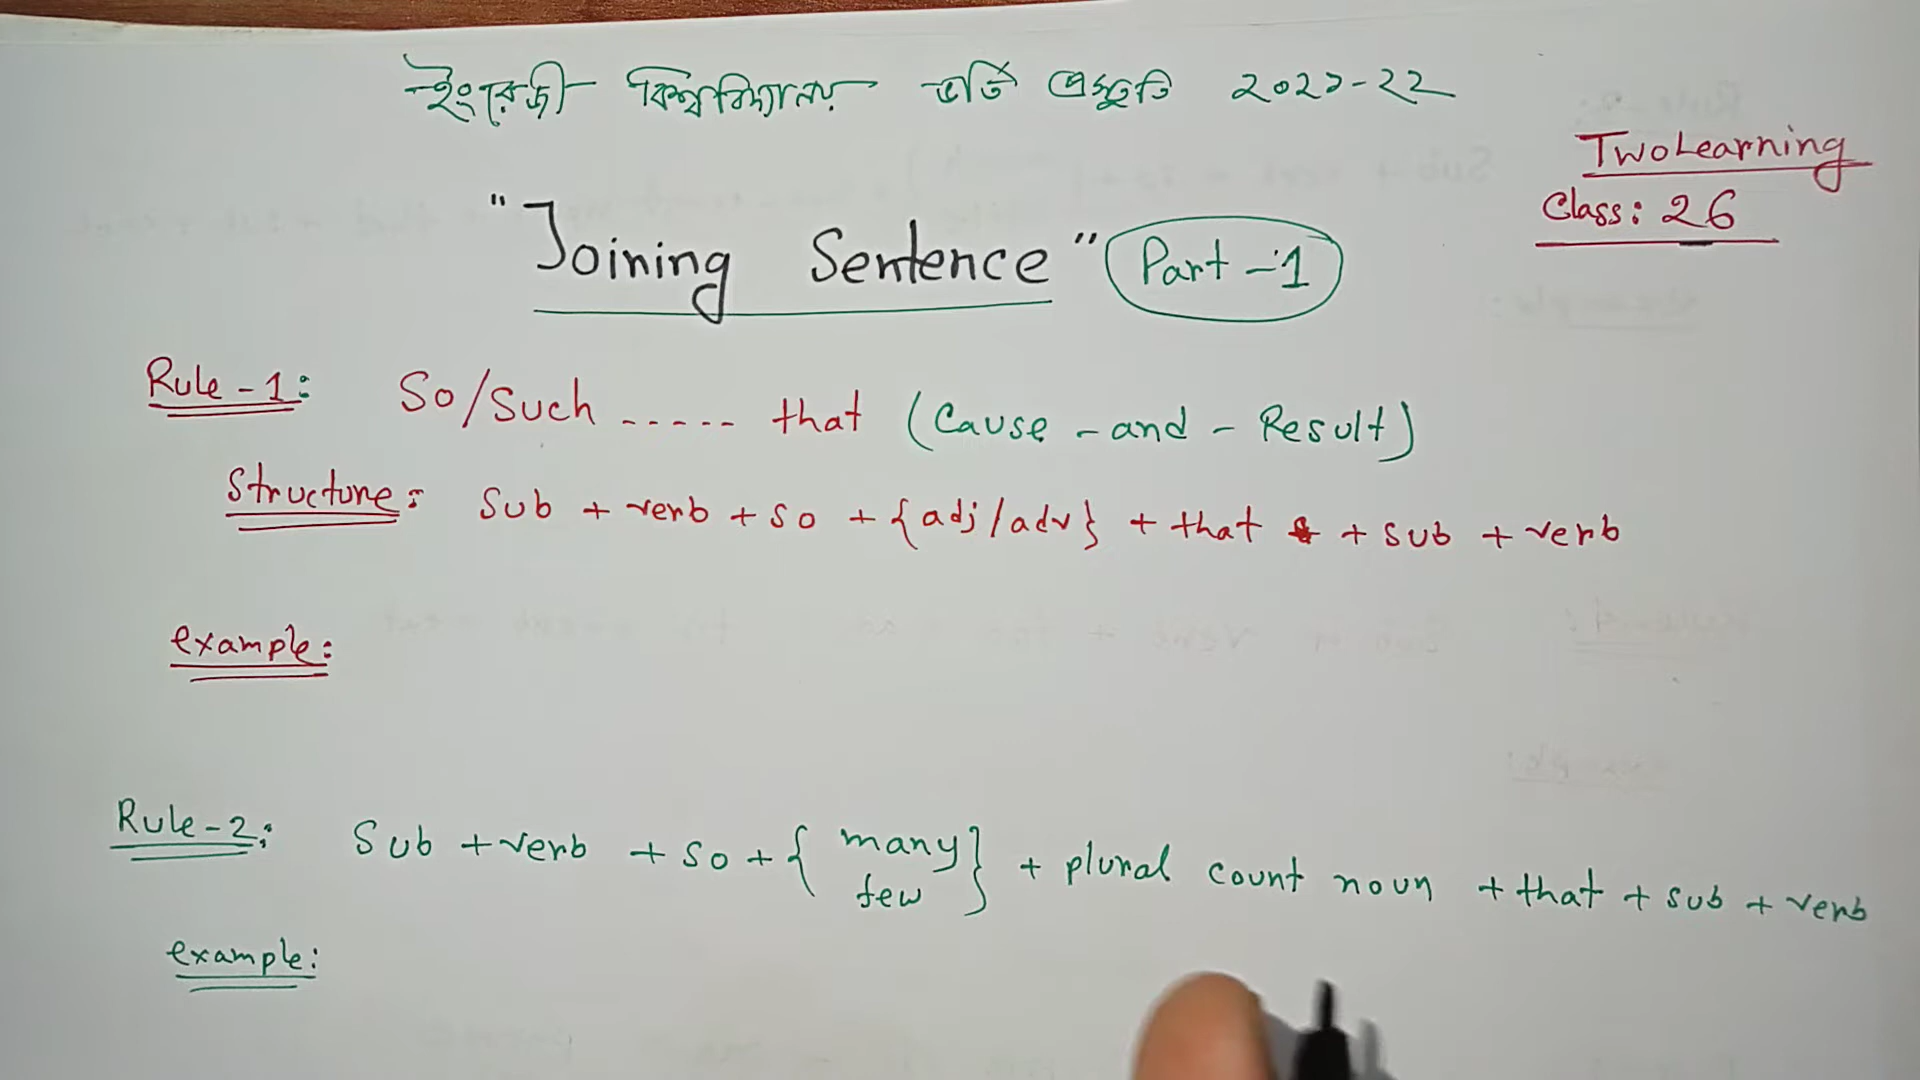 ইংরেজী বিশ্ববিদ্যালয় ভর্তি প্রস্তুতি ২০২১-২২
TwoLearning
Class: 26
"Joining Sentence" Part-1
Rule-1: So/such ----- that (Cause-and-Result)
Structure: Sub + verb + so + {adj/adv} + that + sub + verb
example:
Rule-2: Sub + verb + so + { many few } + plural count noun + that + sub + verb
example: